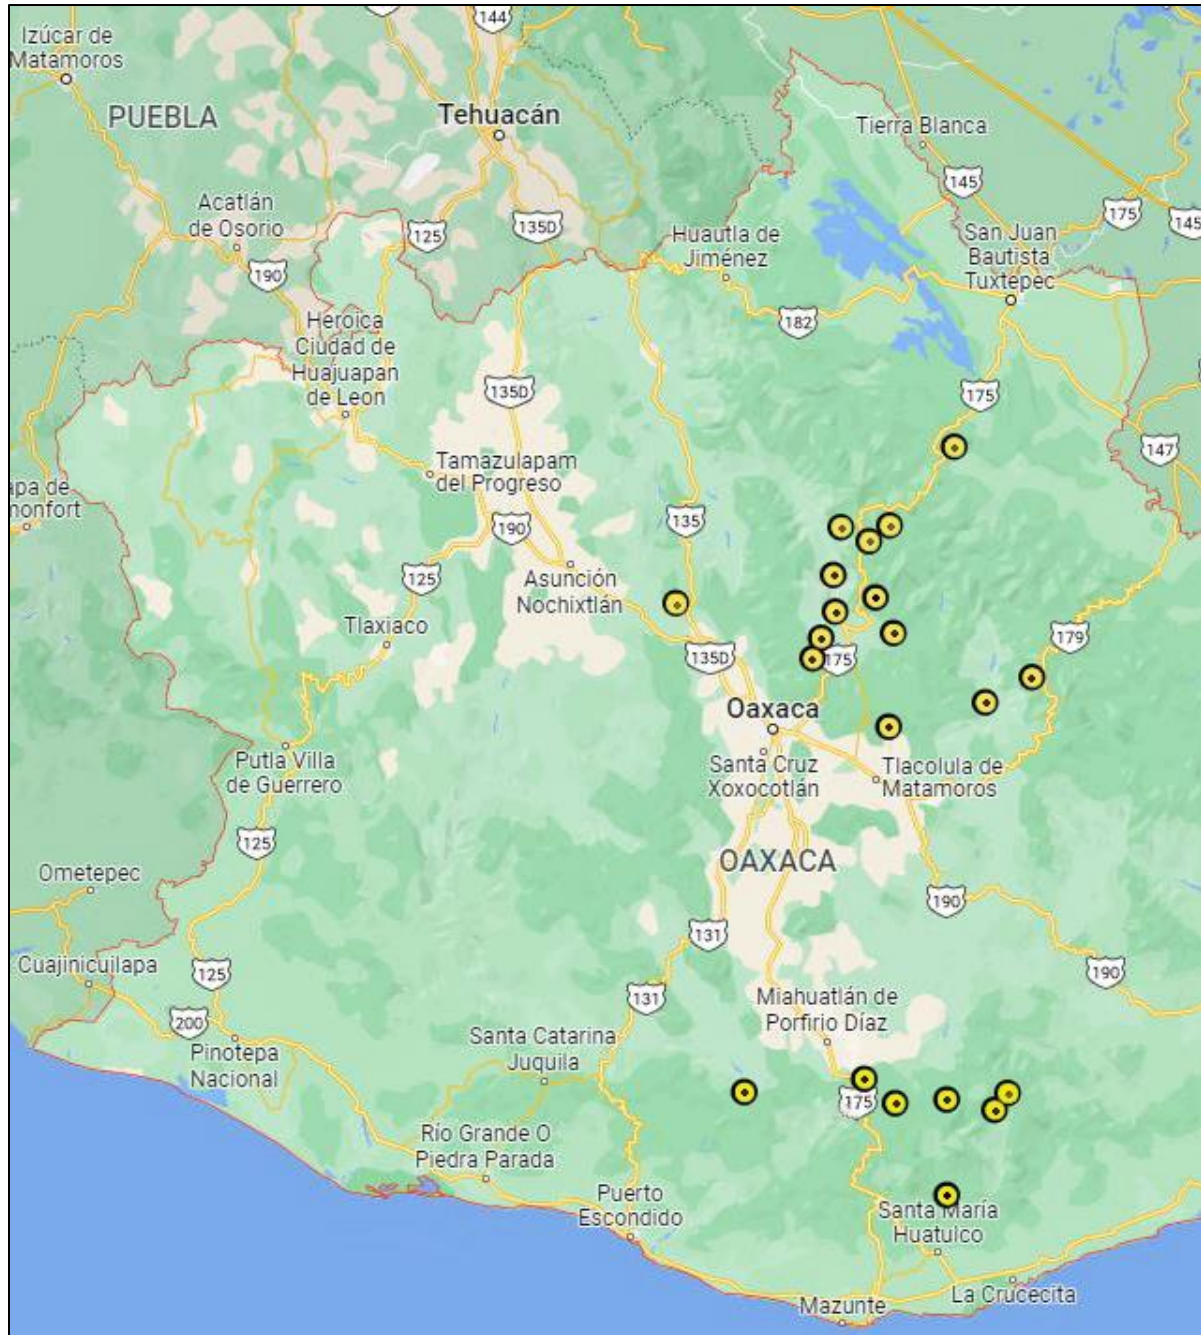 144
Izúcar de
Matamoros
PUEBLA
Tehuacán
Tierra Blanca
145
Acatlán
de Osorio
125
135D
175
145
Huautla de
Jiménez
San Juan
Bautista
Tuxtepec
190
182
Heroica
Ciudad de
Huajuapan
de Leon
135D
175
147
Tamazulapam
del Progreso
apa de
monfort
190
135
125
Asunción
Nochixtlán
Tlaxiaco
135D
175
179
Oaxaca
Putla Villa
de Guerrero
Santa Cruz
Xoxocotlán
Tlacolula de
Matamoros
125
OAXACA
Ometepec
190
131
Cuajinicuilapa
125
190
131
Miahuatlán de
Porfirio Díaz
200
Santa Catarina
Juquila
Pinotepa
Nacional
175
Río Grande O
Piedra Parada
Puerto
Escondido
Santa María
Huatulco
La Crucecita
Mazunte